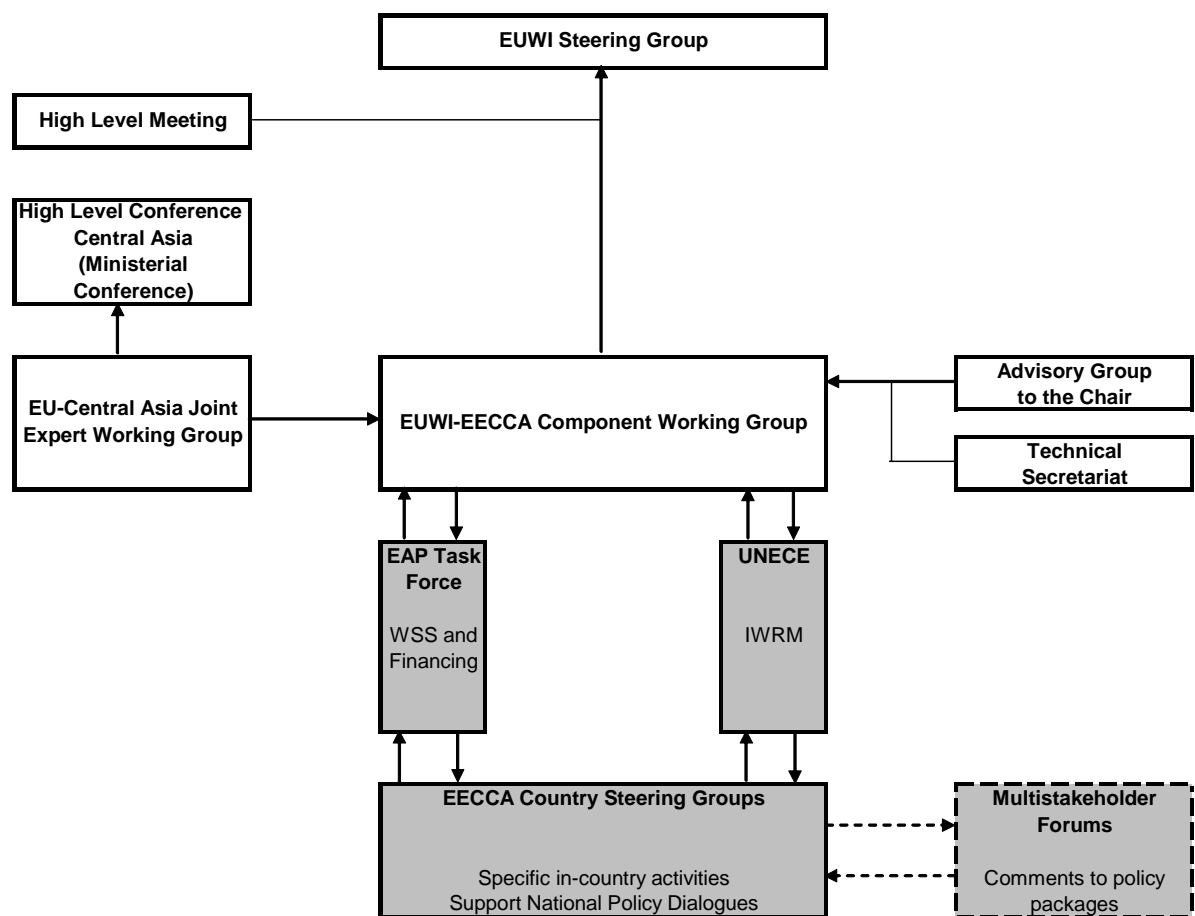 EUWI Steering Group
High Level Meeting
High Level Conference
Central Asia
(Ministerial
Conference)
EU-Central Asia Joint
Expert Working Group
EUWI-EECCA Component Working Group
Advisory Group
to the Chair
Technical
Secretariat
EAP Task
Force
WSS and
Financing
UNECE
IWRM
EECCA Country Steering Groups
Specific in-country activities
Support National Policy Dialogues
Multistakeholder
Forums
Comments to policy
packages